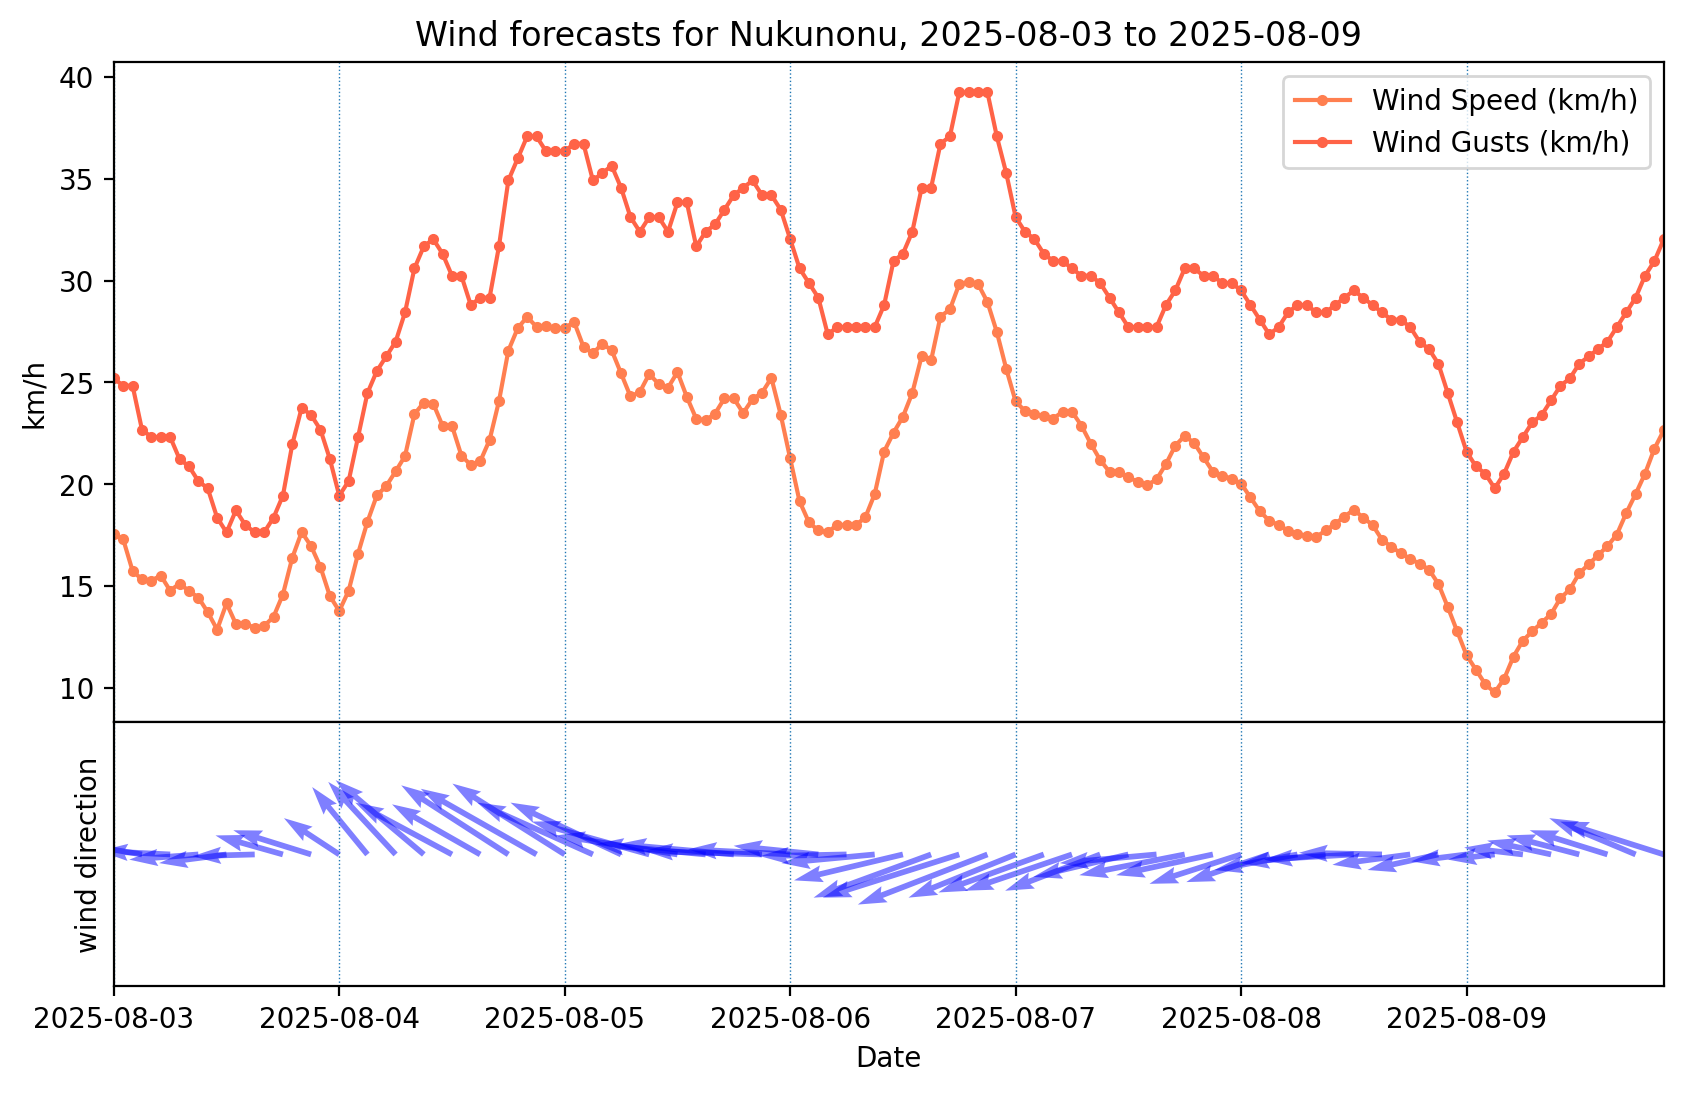 Wind forecasts for Nukunonu, 2025-08-03 to 2025-08-09
Wind Speed (km/h)
Wind Gusts (km/h)
km/h
40
35
30
25
20
15
10
wind direction
2025-08-03
2025-08-04
2025-08-05
2025-08-06
2025-08-07
2025-08-08
2025-08-09
Date